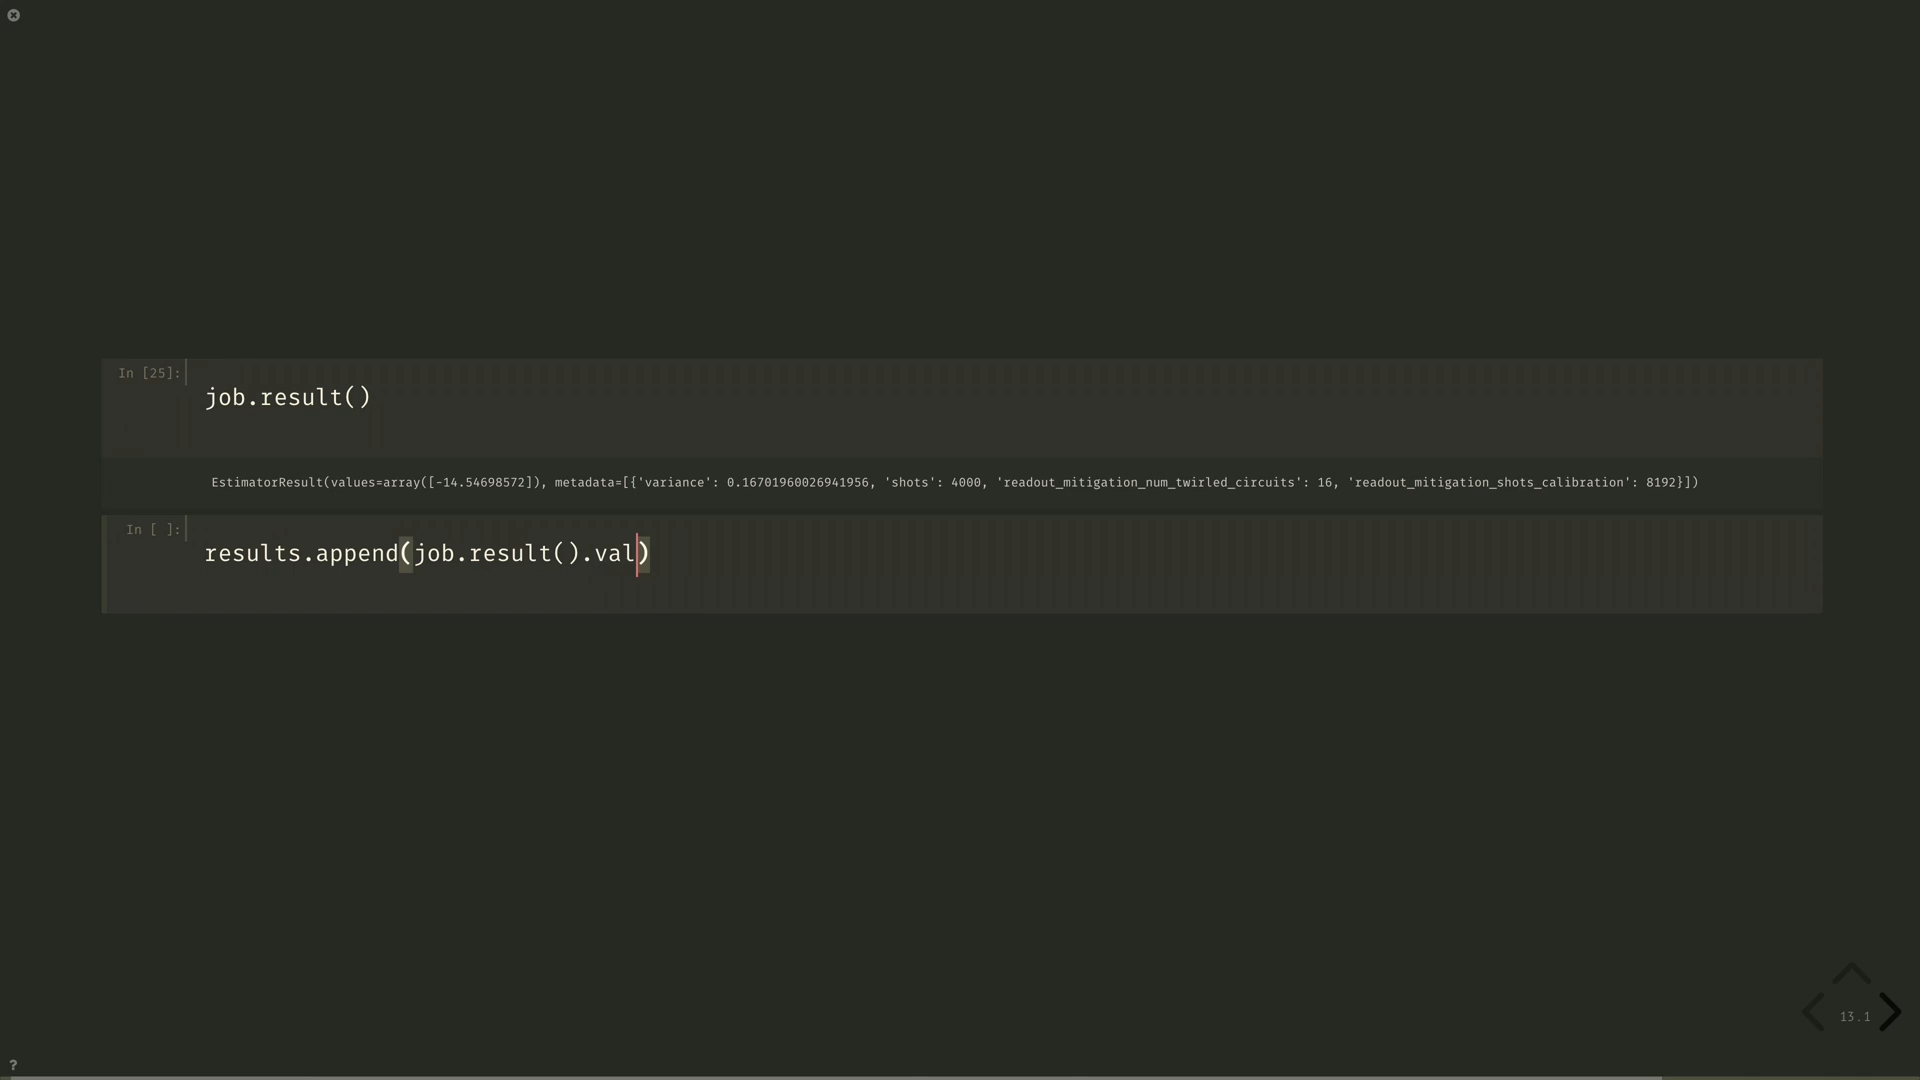 In [25]:
job.result()
EstimatorResult(values=array([-14.54698572]), metadata=[{'variance': 0.16701960026941956, 'shots': 4000, 'readout_mitigation_num_twirled_circuits': 16, 'readout_mitigation_shots_calibration': 8192}])
In [ ]:
results.append(job.result().val)
13.1
?